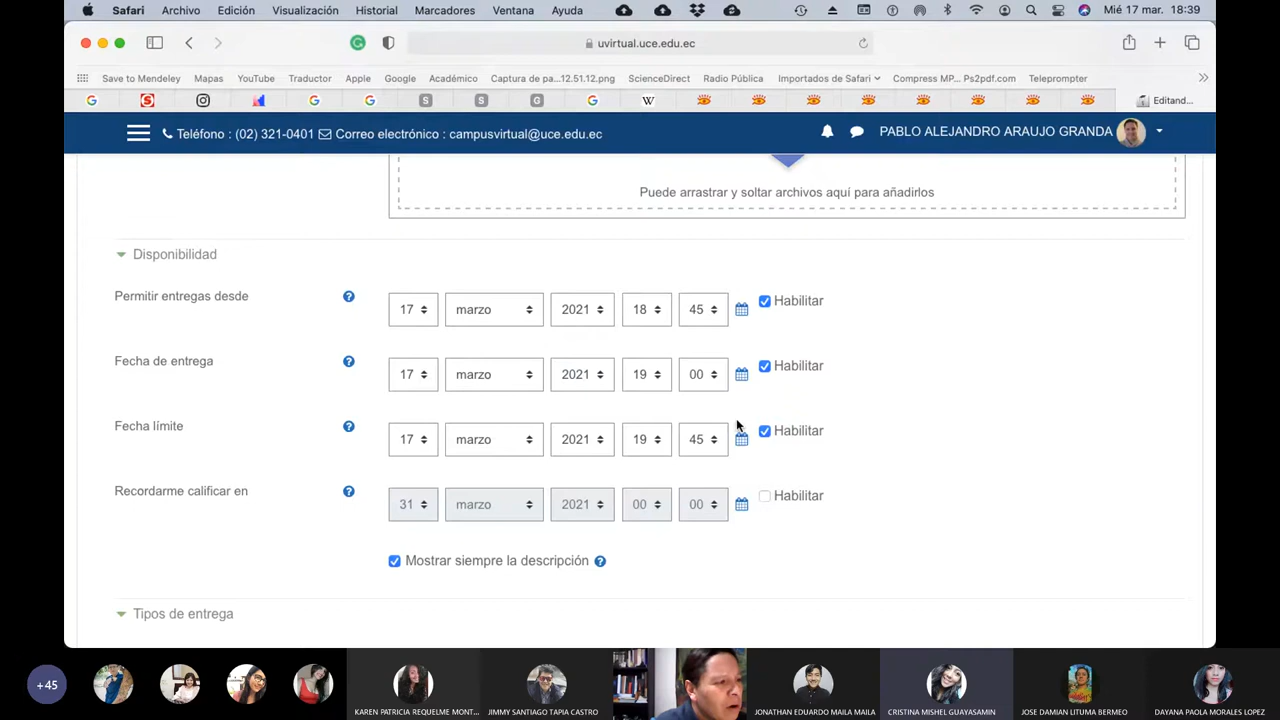 Safari Archivo Edición Visualización Historial Marcadores Ventana Ayuda Mié 17 mar. 18:39
uvirtual.uce.edu.ec
Save to Mendeley Mapas YouTube Traductor Apple Google Académico Captura de pa...12.51.12.png ScienceDirect Radio Pública Importados de Safari Compress MP... Ps2pdf.com Teleprompter
S S S G W Editand...
Teléfono : (02) 321-0401 Correo electrónico : campusvirtual@uce.edu.ec PABLO ALEJANDRO ARAUJO GRANDA
Puede arrastrar y soltar archivos aquí para añadirlos
Disponibilidad
Permitir entregas desde ? 17 marzo 2021 18 45 Habilitar
Fecha de entrega ? 17 marzo 2021 19 00 Habilitar
Fecha límite ? 17 marzo 2021 19 45 Habilitar
Recordarme calificar en ? 31 marzo 2021 00 00 Habilitar
Mostrar siempre la descripción ?
Tipos de entrega
+45
KAREN PATRICIA REQUELME MONT... JIMMY SANTIAGO TAPIA CASTRO JONATHAN EDUARDO MAILA MAILA CRISTINA MISHEL GUAYASAMIN JOSE DAMIAN LITUMA BERMEO DAYANA PAOLA MORALES LOPEZ